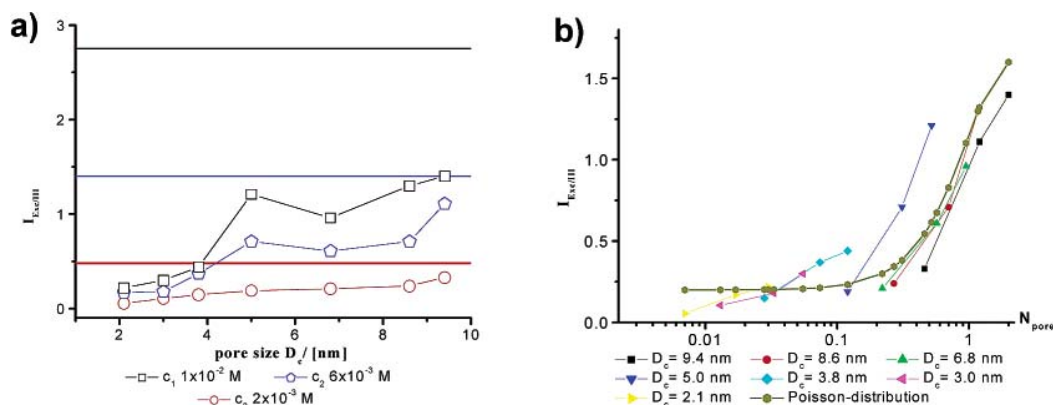 a)
3
2
1
0
I_Exc/III
2 4 6 8 10
pore size D_c/ [nm]
c₁ 1x10⁻² M
c₂ 6x10⁻³ M
2x10⁻³ M
b)
1.5
1.0
0.5
0.0
I_Exc/III
0.01 0.1 1
N_pore
D_c= 9.4 nm D_c= 8.6 nm D_c= 6.8 nm
D_c= 5.0 nm D_c= 3.8 nm D_c= 3.0 nm
D_c= 2.1 nm Poisson-distribution